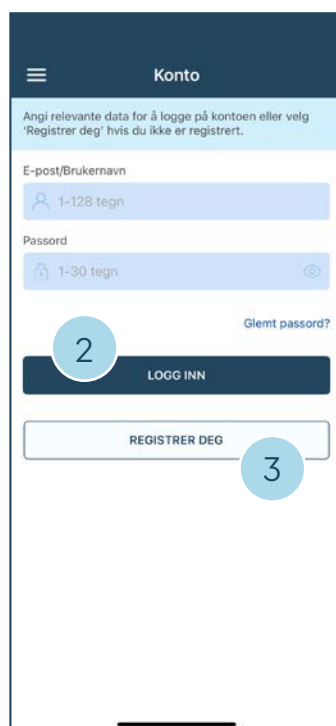 Konto
Angi relevante data for å logge på kontoen eller velg
'Registrer deg' hvis du ikke er registrert.
E-post/Brukernavn
1-128 tegn
Passord
1-30 tegn
Glemt passord?
2
LOGG INN
REGISTRER DEG
3